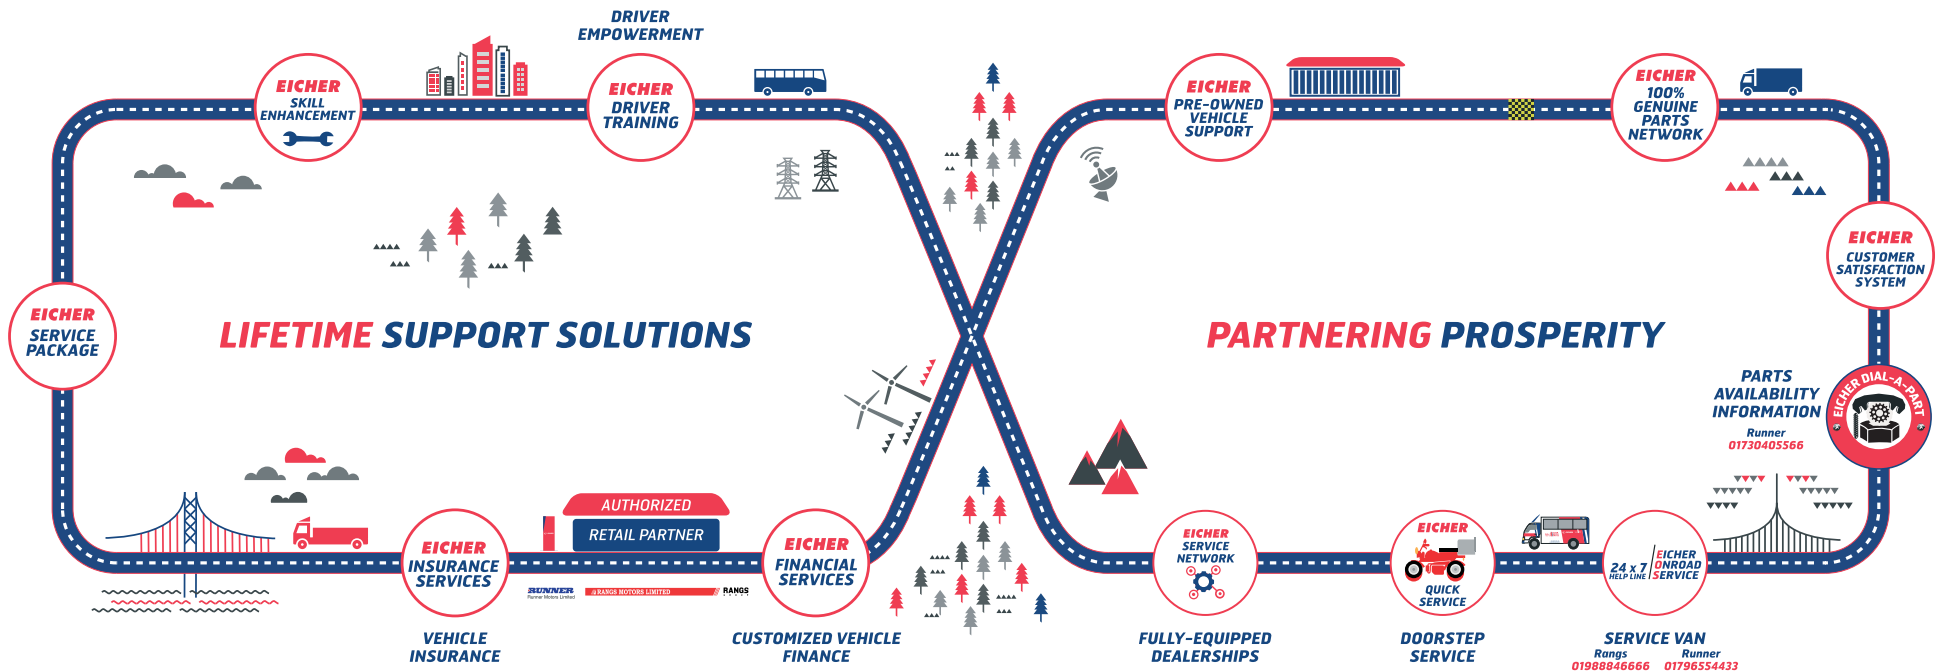 DRIVER
EMPOWERMENT
EICHER
SKILL
ENHANCEMENT
EICHER
DRIVER
TRAINING
EICHER
PRE-OWNED
VEHICLE
SUPPORT
EICHER
100%
GENUINE
PARTS
NETWORK
EICHER
CUSTOMER
SATISFACTION
SYSTEM
EICHER
SERVICE
PACKAGE
LIFETIME SUPPORT SOLUTIONS
PARTNERING PROSPERITY
PARTS
AVAILABILITY
INFORMATION
Runner
01730405566
EICHER DIAL-A-PART
EICHER
INSURANCE
SERVICES
VEHICLE
INSURANCE
AUTHORIZED
RETAIL PARTNER
RUNNER
Runner Motors Limited
RANGS MOTORS LIMITED
RANGS
EICHER
FINANCIAL
SERVICES
CUSTOMIZED VEHICLE
FINANCE
EICHER
SERVICE
NETWORK
FULLY-EQUIPPED
DEALERSHIPS
EICHER
QUICK
SERVICE
DOORSTEP
SERVICE
24 x 7
HELP LINE
EICHER
ONROAD
SERVICE
SERVICE VAN
Rangs Runner
01988846666 01796554433